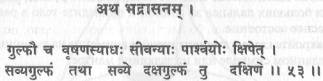 अथ भद्रासनम् ।
गुल्फौ च वृषणस्याधः सीवन्याः पार्श्वयोः क्षिपेत् ।
सव्यगुल्फं तथा सव्ये दक्षगुल्फं तु दक्षिणे ।। ५३ ।।